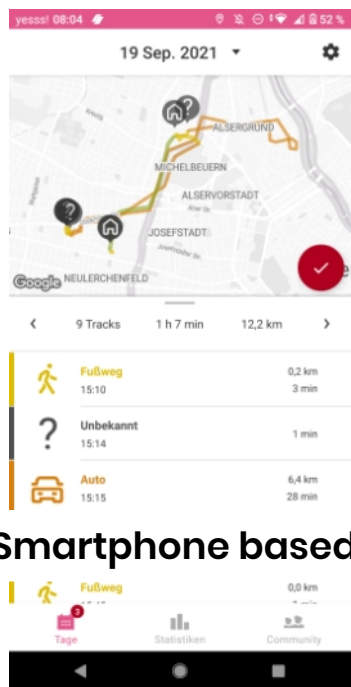 yesss! 08:04 52 %
19 Sep. 2021
ALSERGRUND
MICHELBEUERN
ALSERVORSTADT
JOSEFSTADT
Google NEULERCHENFELD
9 Tracks 1 h 7 min 12,2 km
Fußweg 0,2 km
15:10 3 min
Unbekannt
15:14 1 min
Auto 6,4 km
15:15 28 min
Smartphone based
Fußweg 0,0 km
3
Tage Statistiken Community